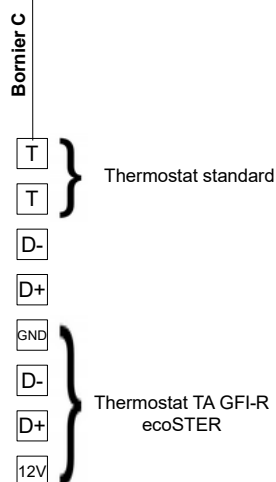 Bornier C
T
T
Thermostat standard
D-
D+
GND
D-
D+
12V
Thermostat TA GFI-R
ecoSTER